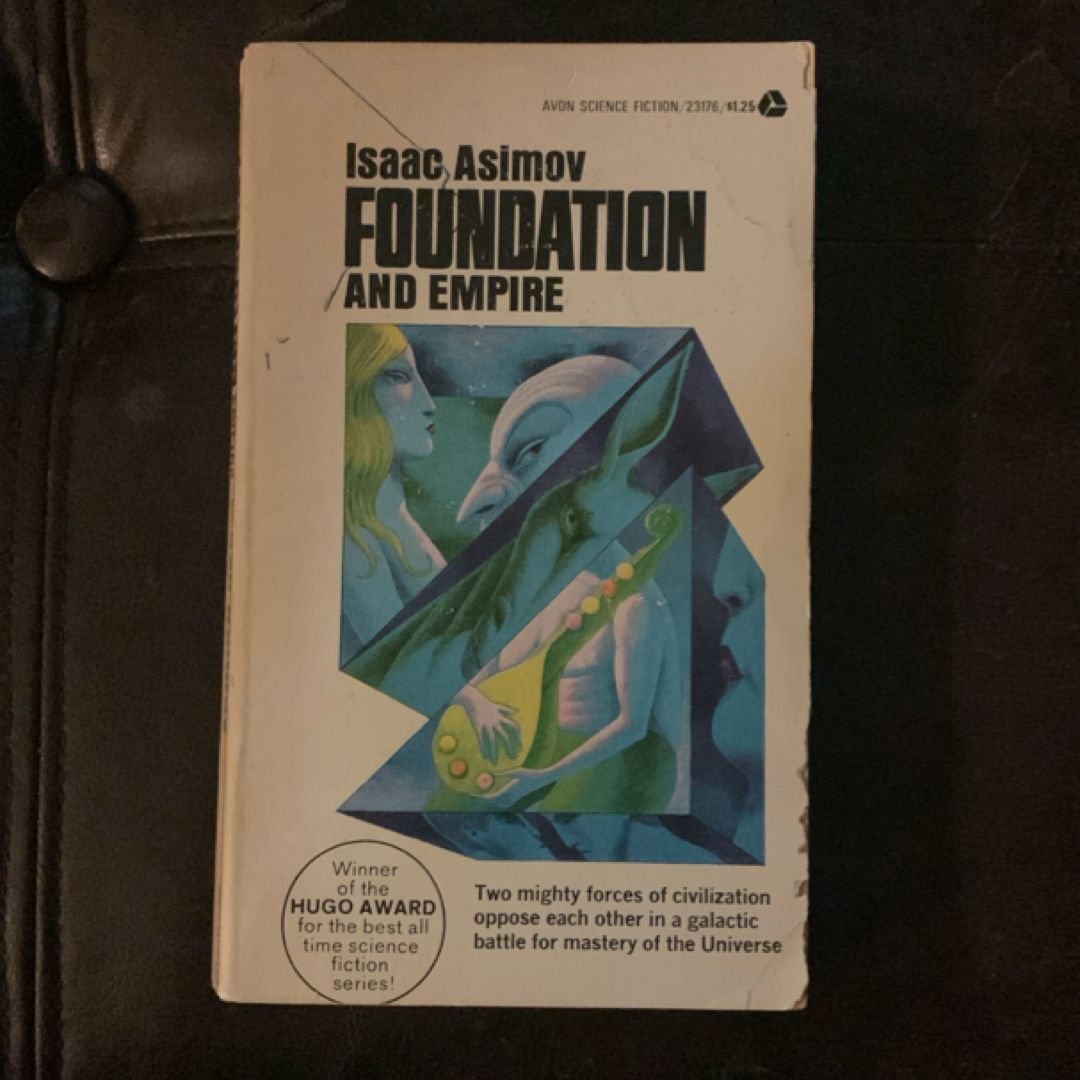 AVON SCIENCE FICTION/23176/$1.25
Isaac Asimov
FOUNDATION
AND EMPIRE
Winner
of the
HUGO AWARD
for the best all
time science
fiction
series!
Two mighty forces of civilization
oppose each other in a galactic
battle for mastery of the Universe